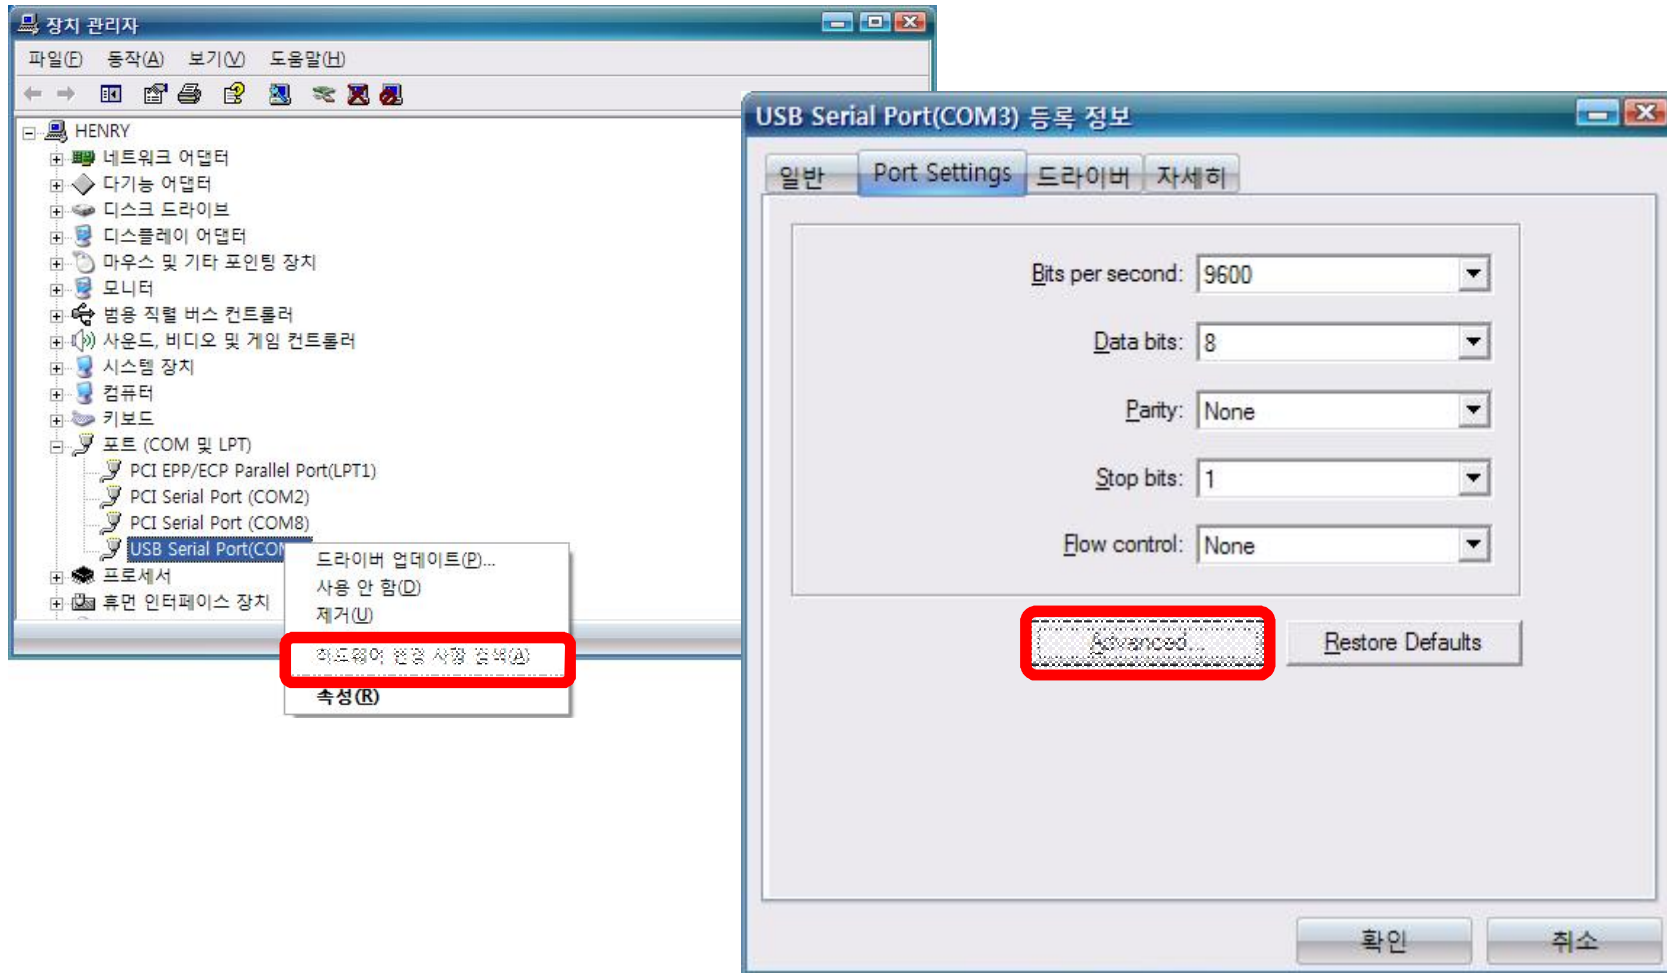 장치 관리자
파일(F) 동작(A) 보기(V) 도움말(H)
HENRY
네트워크 어댑터
다기능 어댑터
디스크 드라이브
디스플레이 어댑터
마우스 및 기타 포인팅 장치
모니터
범용 직렬 버스 컨트롤러
사운드, 비디오 및 게임 컨트롤러
시스템 장치
컴퓨터
키보드
포트 (COM 및 LPT)
PCI EPP/ECP Parallel Port(LPT1)
PCI Serial Port (COM2)
PCI Serial Port (COM8)
USB Serial Port(COM
프로세서
휴먼 인터페이스 장치
드라이버 업데이트(P)...
사용 안 함(D)
제거(U)
하드웨어 변경 사항 검색(A)
속성(R)
USB Serial Port(COM3) 등록 정보
일반 Port Settings 드라이버 자세히
Bits per second: 9600
Data bits: 8
Parity: None
Stop bits: 1
Flow control: None
Advanced... Restore Defaults
확인 취소